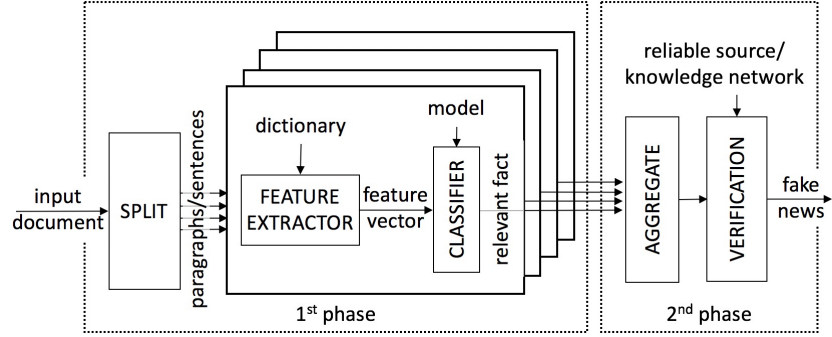 input
document
SPLIT
paragraphs/sentences
dictionary
FEATURE
EXTRACTOR
feature
vector
model
CLASSIFIER
relevant fact
1st phase
reliable source/
knowledge network
AGGREGATE
VERIFICATION
fake
news
2nd phase